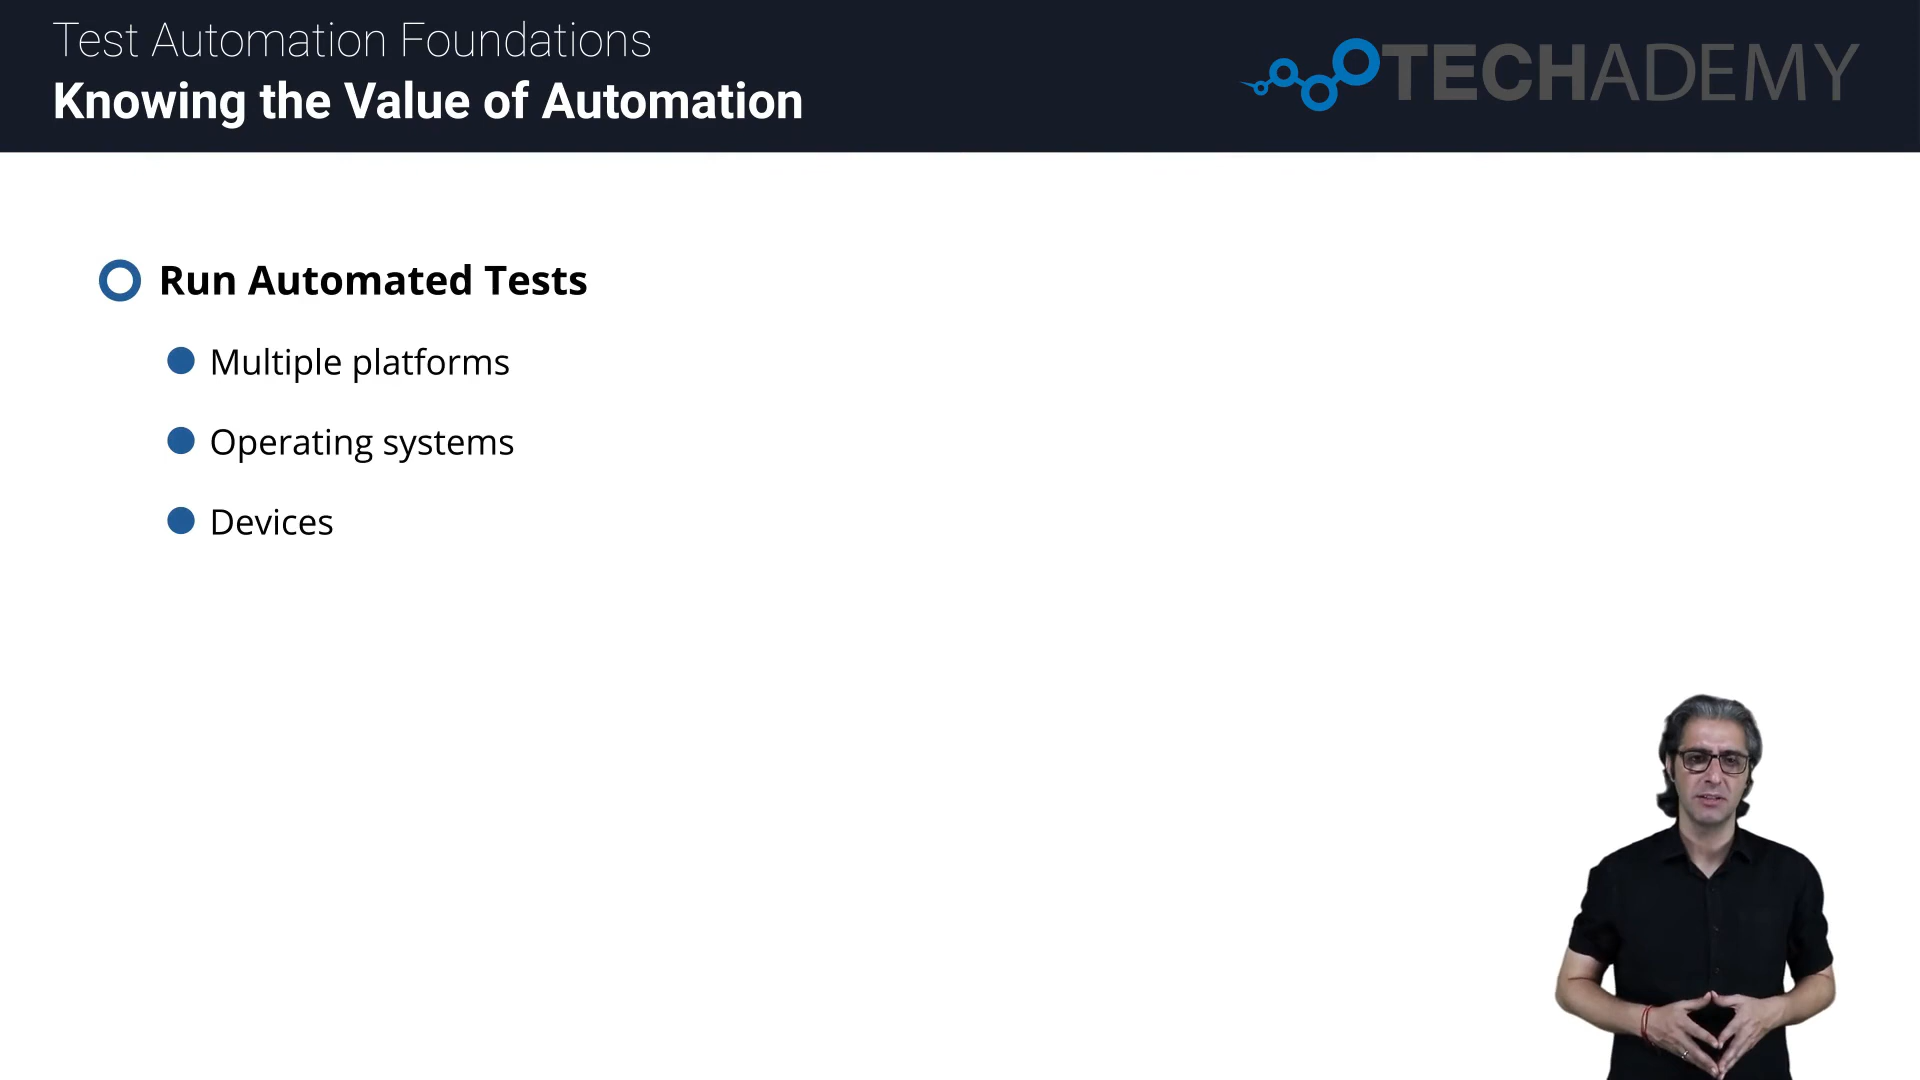 Test Automation Foundations
Knowing the Value of Automation
TECHADEMY
Run Automated Tests
Multiple platforms
Operating systems
Devices